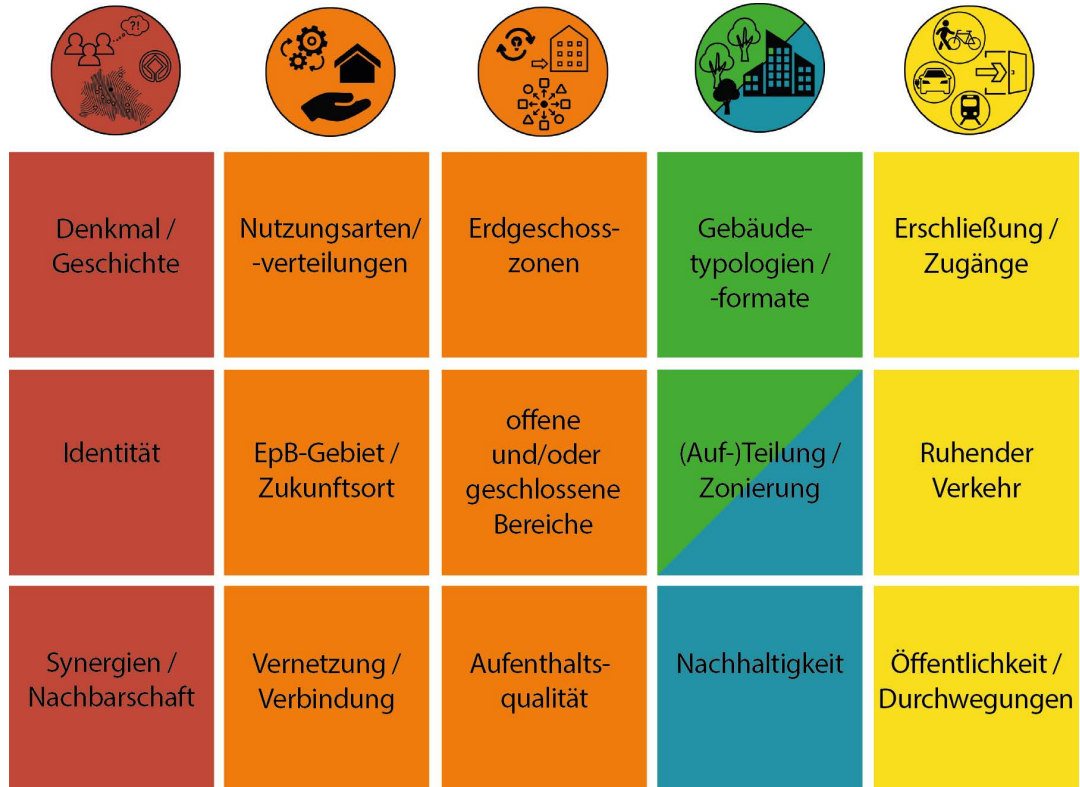 ?!
Denkmal /
Geschichte
Nutzungsarten/
-verteilungen
Erdgeschoss-
zonen
Gebäude-
typologien /
-formate
Erschließung /
Zugänge
Identität
EpB-Gebiet /
Zukunftsort
offene
und/oder
geschlossene
Bereiche
(Auf-)Teilung /
Zonierung
Ruhender
Verkehr
Synergien /
Nachbarschaft
Vernetzung /
Verbindung
Aufenthalts-
qualität
Nachhaltigkeit
Öffentlichkeit /
Durchwegungen